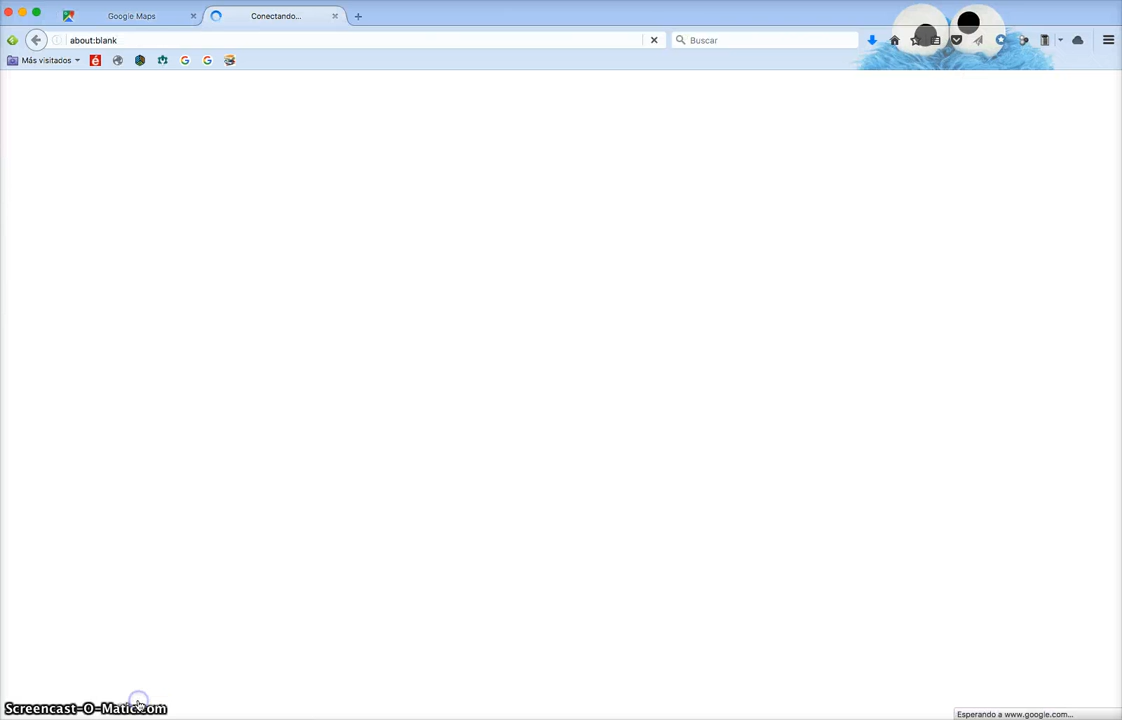 Google Maps
Conectando...
about:blank
Buscar
Más visitados
Screencast-O-Matic.com
Esperando a www.google.com...